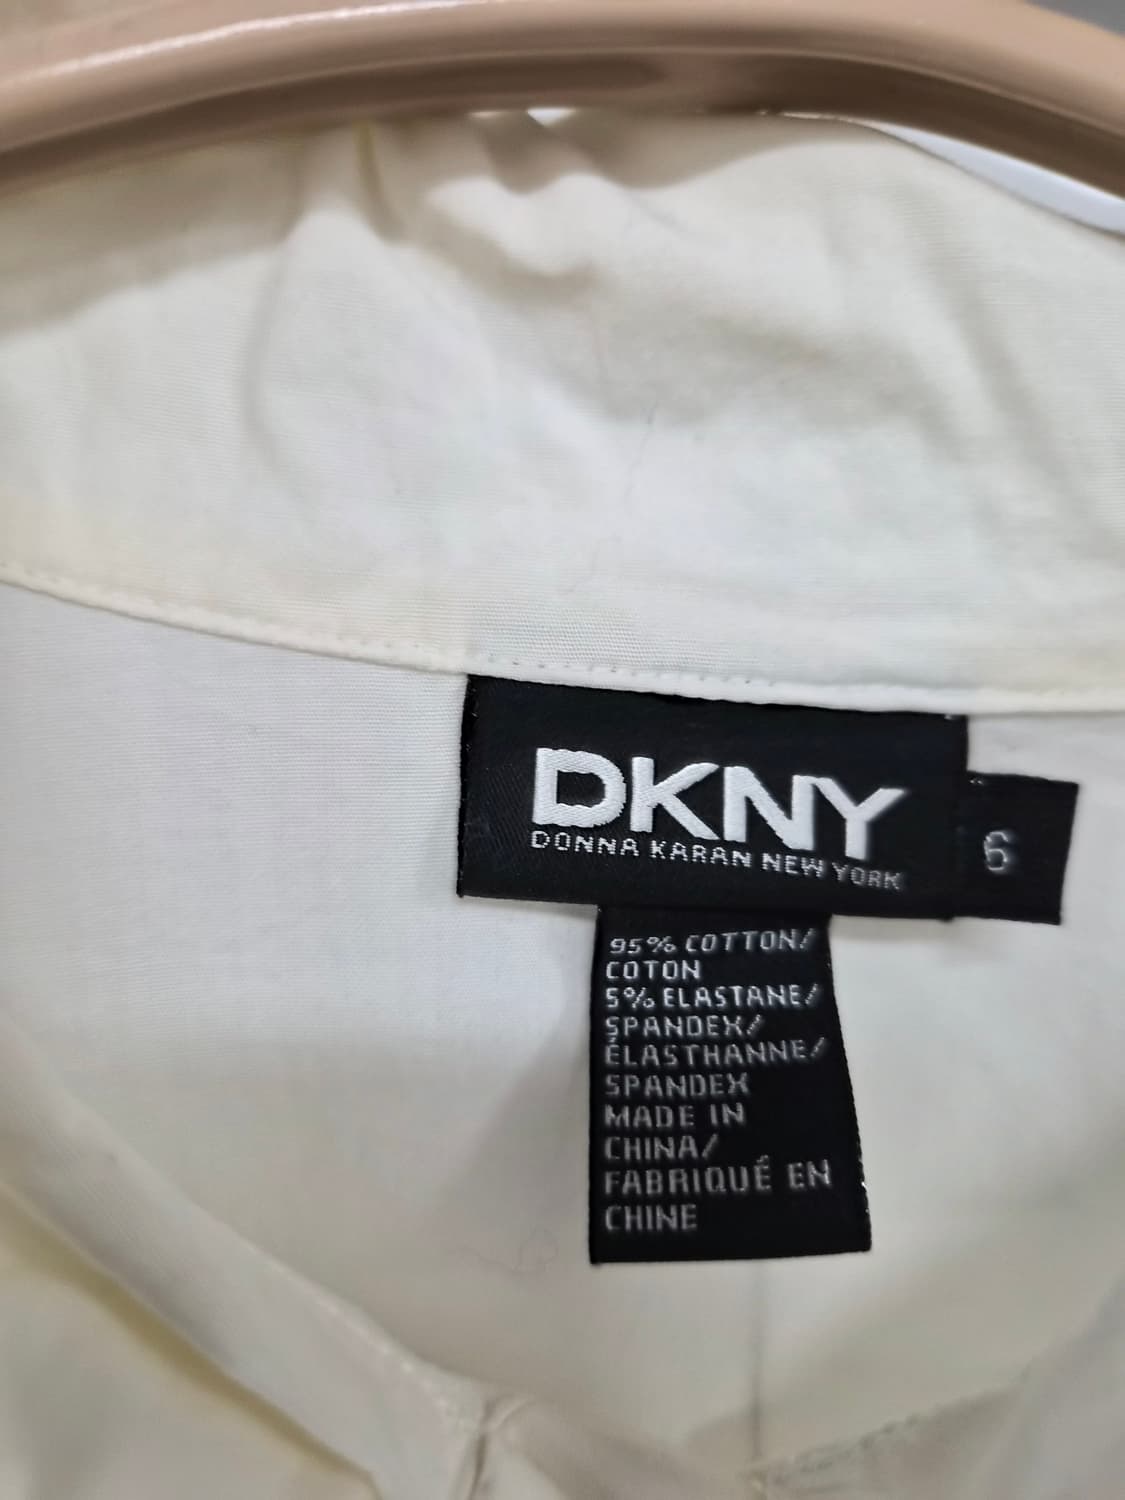 DKNY
DONNA KARAN NEW YORK
6
95% COTTON/
COTON
5% ELASTANE/
SPANDEX/
ÉLASTHANNE/
SPANDEX
MADE IN
CHINA/
FABRIQUÉ EN
CHINE